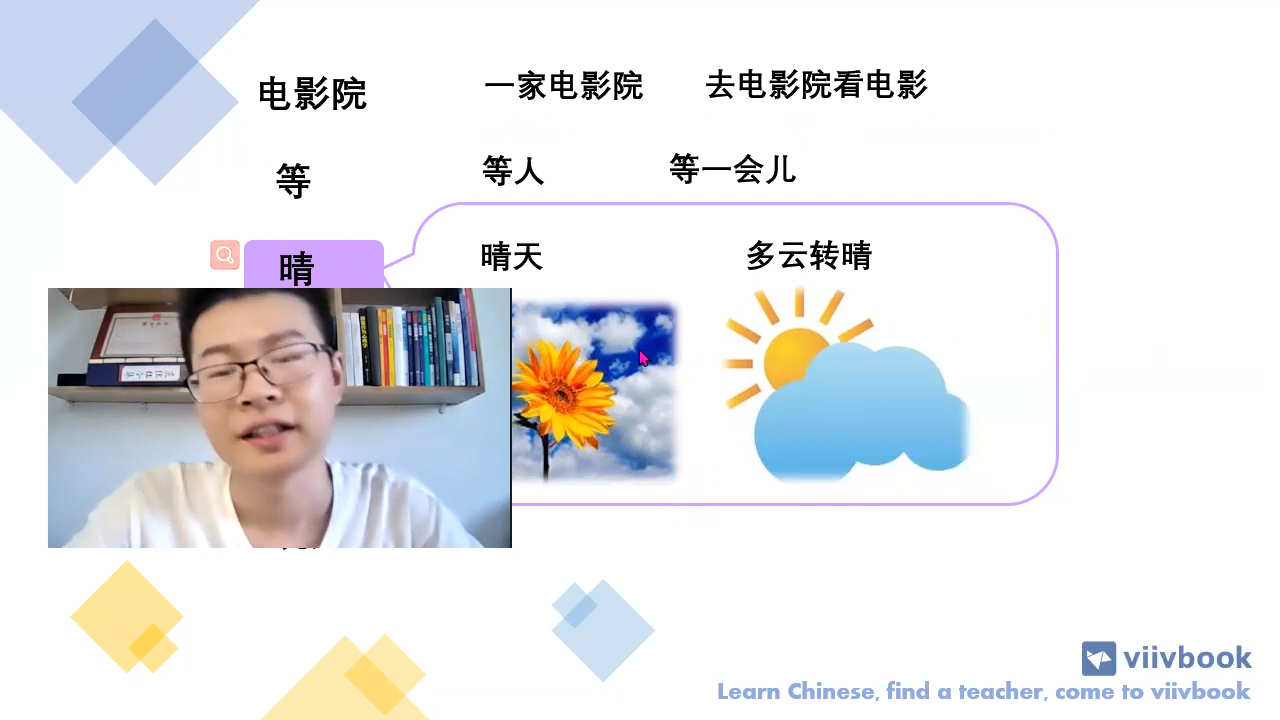 电影院 一家电影院 去电影院看电影
等 等人 等一会儿
晴 晴天 多云转晴
viivbook
Learn Chinese, find a teacher, come to viivbook